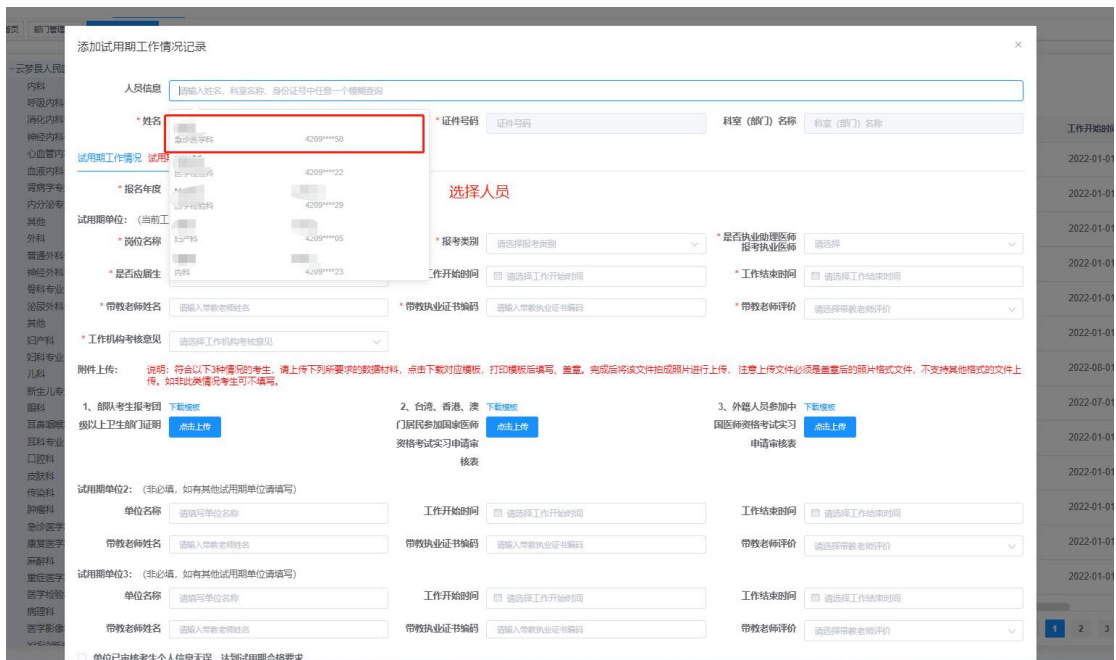 首页 部门管理
添加试用期工作情况记录
人员信息 请输入姓名、科室名称、身份证号中任意一个模糊查询
* 姓名 * 证件号码 证件号码 科室（部门）名称 科室（部门）名称
急诊医学科 4209****50
试用期工作情况 试用
4209****22
* 报名年度 选择人员
医学检验科 4209****29
试用期单位：（当前工
* 岗位名称 妇产科 4209****05 * 报考类别 请选择报考类别 * 是否执业助理医师报考执业医师 请选择
* 是否应届生 内科 4209****23 工作开始时间 请选择工作开始时间 * 工作结束时间 请选择工作结束时间
* 带教老师姓名 请输入带教老师姓名 * 带教执业证书编码 请输入带教执业证书编码 * 带教老师评价 请选择带教老师评价
* 工作机构考核意见 请选择工作机构考核意见
附件上传： 说明：符合以下3种情况的考生，请上传下列所要求的数据材料，点击下载对应模板，打印模板后填写、盖章。完成后将该文件拍成照片进行上传， 注意上传文件必须是盖章后的照片格式文件，不支持其他格式的文件上
传。如非此类情况考生可不填写。
1、部队考生报考团 下载模板 2、台湾、香港、澳 下载模板 3、外籍人员参加中 下载模板
级以上卫生部门证明 点击上传 门居民参加国家医师 点击上传 国医师资格考试实习 点击上传
资格考试实习申请审 申请审核表
核表
试用期单位2：（非必填，如有其他试用期单位请填写）
单位名称 请填写单位名称 工作开始时间 请选择工作开始时间 工作结束时间 请选择工作结束时间
带教老师姓名 请输入带教老师姓名 带教执业证书编码 请输入带教执业证书编码 带教老师评价 请选择带教老师评价
试用期单位3：（非必填，如有其他试用期单位请填写）
单位名称 请填写单位名称 工作开始时间 请选择工作开始时间 工作结束时间 请选择工作结束时间
带教老师姓名 请输入带教老师姓名 带教执业证书编码 请输入带教执业证书编码 带教老师评价 请选择带教老师评价
单位已审核考生个人信息无误，达到试用期合格要求
云梦县人民
内科
呼吸内科
消化内科
神经内科
心血管内
血液内科
肾病学专
内分泌专
其他
外科
普通外科
神经外科
骨科专业
泌尿外科
其他
妇产科
妇科专业
儿科
新生儿专
眼科
耳鼻咽喉
耳科专业
口腔科
皮肤科
传染科
肿瘤科
急诊医学
康复医学
麻醉科
重症医学
医学检验
病理科
医学影像
工作开始时间
2022-01-01
2022-01-01
2022-01-01
2022-01-01
2022-01-01
2022-01-01
2022-08-01
2022-07-01
2022-01-01
2022-01-01
2022-01-01
2022-01-01
2022-01-01
1 2 3